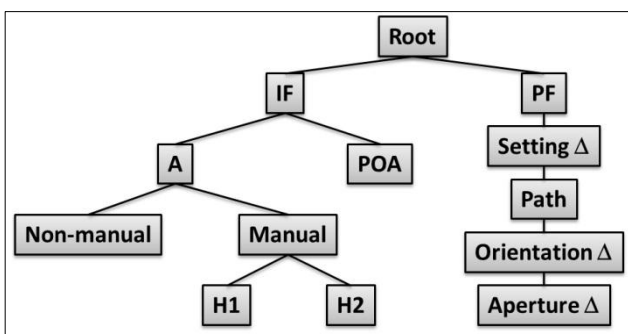 Root
IF PF
Setting Δ
A POA
Path
Non-manual Manual
Orientation Δ
H1 H2 Aperture Δ